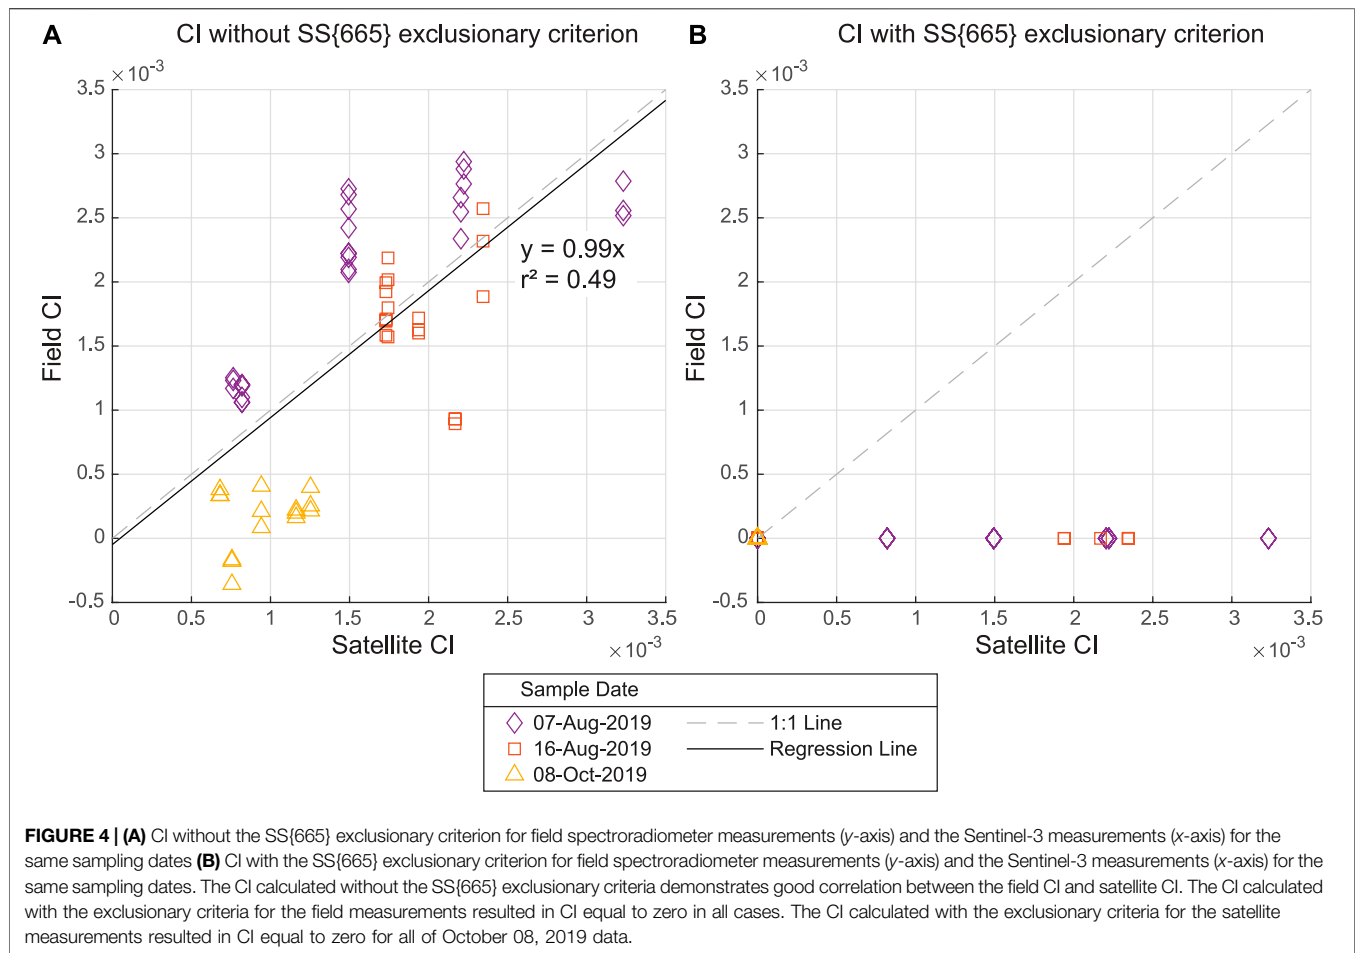 A CI without SS{665} exclusionary criterion
B CI with SS{665} exclusionary criterion
×10⁻³
3.5
3
2.5
2
1.5
1
0.5
0
-0.5
Field CI
y = 0.99x
r² = 0.49
0 0.5 1 1.5 2 2.5 3 3.5
Satellite CI
×10⁻³
×10⁻³
3.5
3
2.5
2
1.5
1
0.5
0
-0.5
Field CI
0 0.5 1 1.5 2 2.5 3 3.5
Satellite CI
×10⁻³
Sample Date
07-Aug-2019 1:1 Line
16-Aug-2019 Regression Line
08-Oct-2019
FIGURE 4 | (A) CI without the SS{665} exclusionary criterion for field spectroradiometer measurements (y-axis) and the Sentinel-3 measurements (x-axis) for the
same sampling dates (B) CI with the SS{665} exclusionary criterion for field spectroradiometer measurements (y-axis) and the Sentinel-3 measurements (x-axis) for the
same sampling dates. The CI calculated without the SS{665} exclusionary criteria demonstrates good correlation between the field CI and satellite CI. The CI calculated
with the exclusionary criteria for the field measurements resulted in CI equal to zero in all cases. The CI calculated with the exclusionary criteria for the satellite
measurements resulted in CI equal to zero for all of October 08, 2019 data.